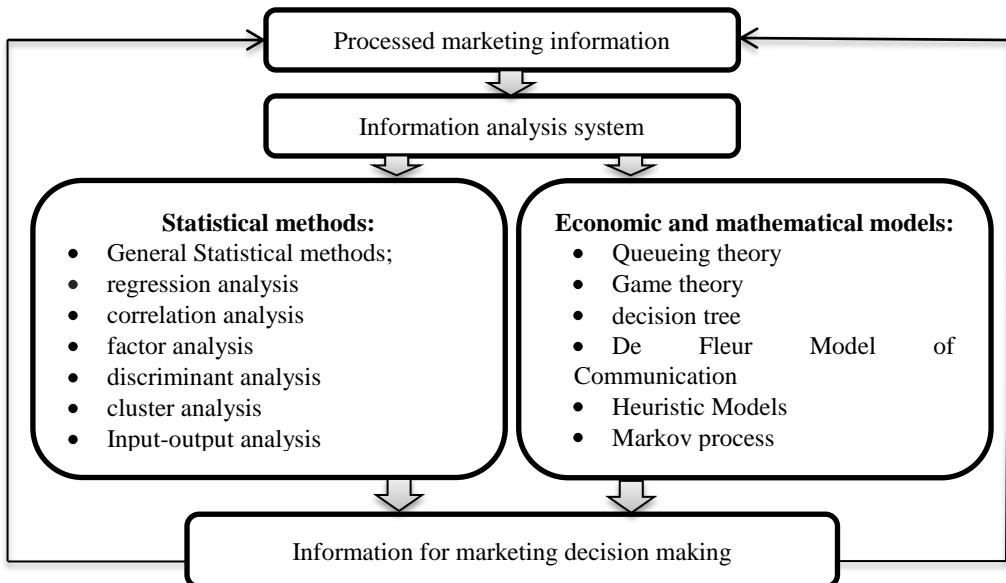 Processed marketing information
Information analysis system
Statistical methods:
• General Statistical methods;
• regression analysis
• correlation analysis
• factor analysis
• discriminant analysis
• cluster analysis
• Input-output analysis
Economic and mathematical models:
• Queueing theory
• Game theory
• decision tree
• De Fleur Model of
Communication
• Heuristic Models
• Markov process
Information for marketing decision making